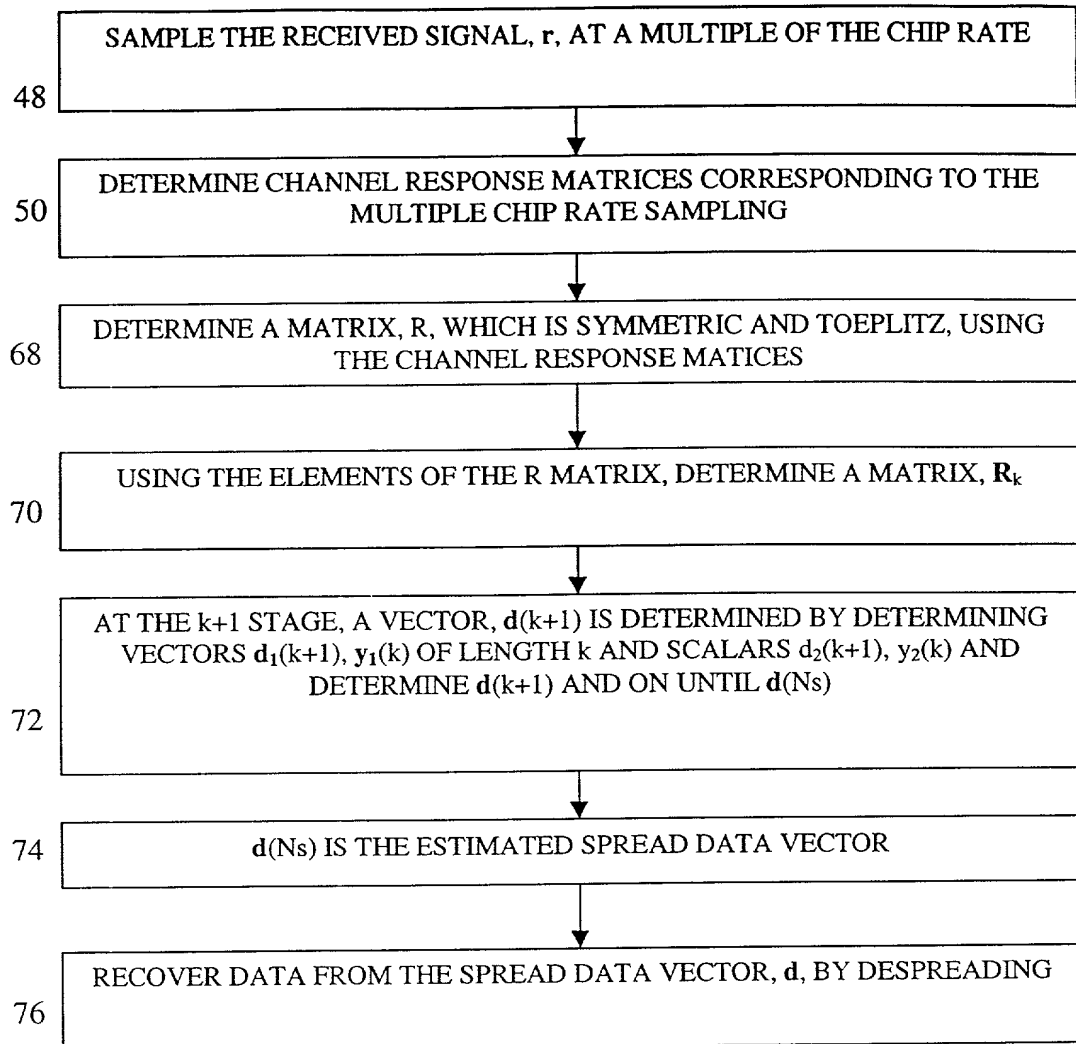 SAMPLE THE RECEIVED SIGNAL, r, AT A MULTIPLE OF THE CHIP RATE
48
DETERMINE CHANNEL RESPONSE MATRICES CORRESPONDING TO THE
MULTIPLE CHIP RATE SAMPLING
50
DETERMINE A MATRIX, R, WHICH IS SYMMETRIC AND TOEPLITZ, USING
THE CHANNEL RESPONSE MATICES
68
USING THE ELEMENTS OF THE R MATRIX, DETERMINE A MATRIX, Rₖ
70
AT THE k+1 STAGE, A VECTOR, d(k+1) IS DETERMINED BY DETERMINING
VECTORS d₁(k+1), y₁(k) OF LENGTH k AND SCALARS d₂(k+1), y₂(k) AND
DETERMINE d(k+1) AND ON UNTIL d(Ns)
72
d(Ns) IS THE ESTIMATED SPREAD DATA VECTOR
74
RECOVER DATA FROM THE SPREAD DATA VECTOR, d, BY DESPREADING
76